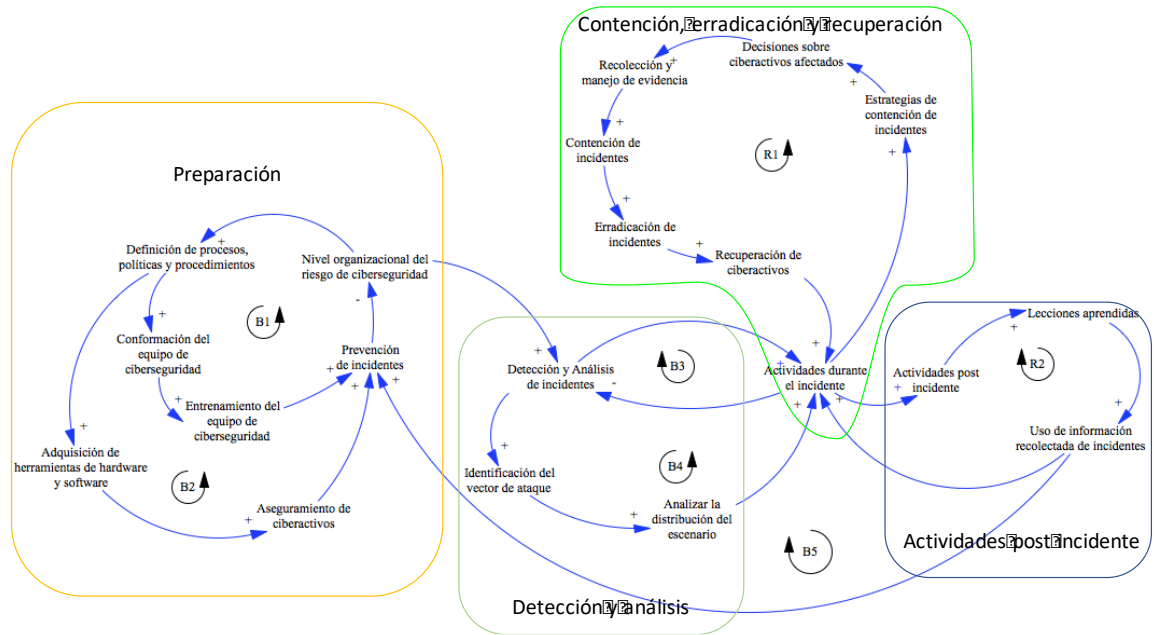 Contención, erradicación y recuperación
Decisiones sobre
ciberactivos afectados
+
Recolección y
manejo de evidencia
+
Estrategias de
contención de
incidentes
+
+
Contención de
incidentes
R1
+
Erradicación de
incidentes
+
Recuperación de
ciberactivos
+
Preparación
+
Definición de procesos,
políticas y procedimientos
Nivel organizacional del
riesgo de ciberseguridad
-
B1
+
Conformación del
equipo de
ciberseguridad
Prevención
de incidentes
+
+
+
+
Entrenamiento del
equipo de
ciberseguridad
+
Adquisición de
herramientas de hardware
y software
B2
+
Aseguramiento de
ciberactivos
+
Detección y Análisis
de incidentes
-
B3
+
Actividades durante
el incidente
+
+
+
Identificación del
vector de ataque
B4
+
Analizar la
distribución del
escenario
B5
Detección y análisis
Lecciones aprendidas
+
R2
Actividades post
incidente
+
+
Uso de información
recolectada de incidentes
Actividades post incidente